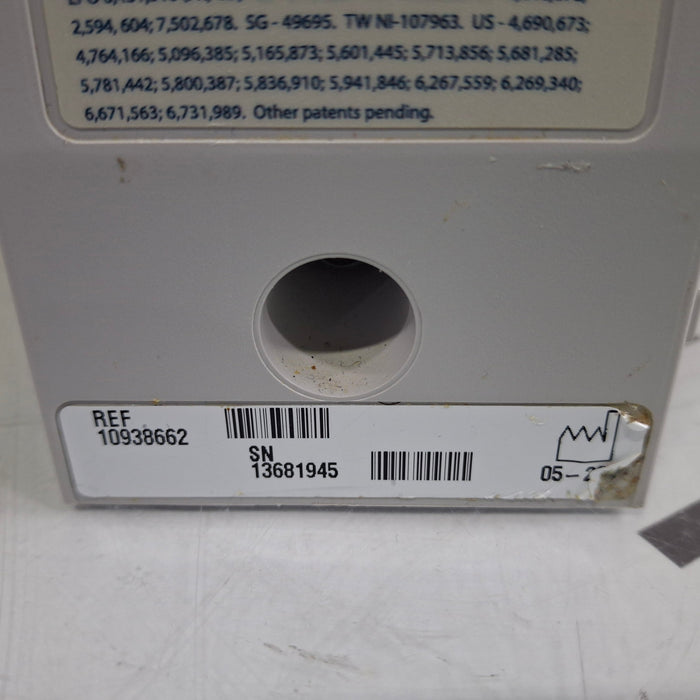 2,594, 604; 7,502,678. SG - 49695. TW NI-107963. US - 4,690,673;
4,764,166; 5,096,385; 5,165,873; 5,601,445; 5,713,856; 5,681,285;
5,781,442; 5,800,387; 5,836,910; 5,941,846; 6,267,559; 6,269,340;
6,671,563; 6,731,989. Other patents pending.
REF
10938662
SN
13681945
05-2